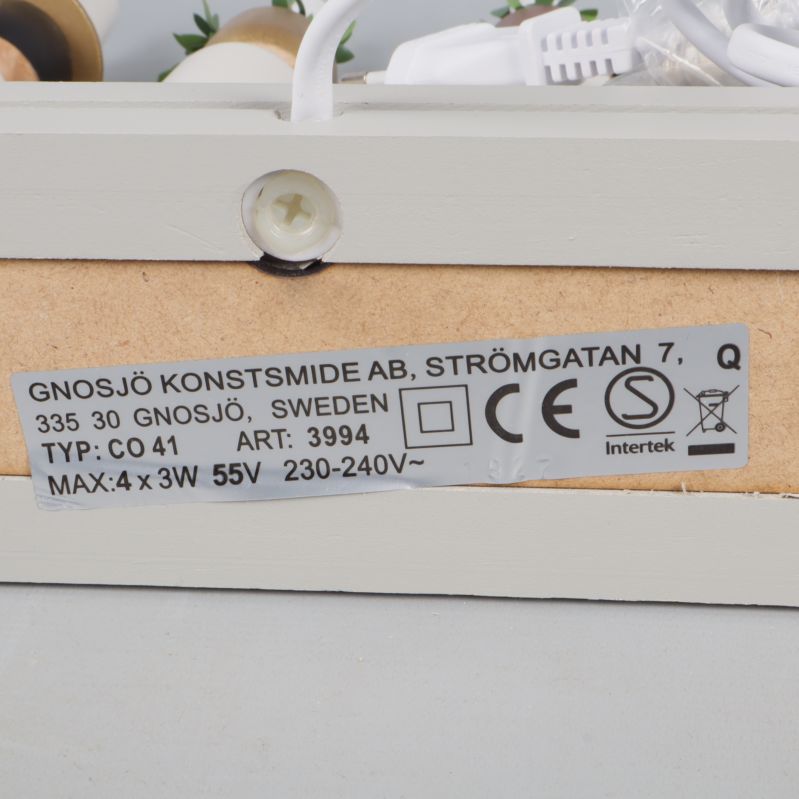 GNOSJÖ KONSTSMIDE AB, STRÖMGATAN 7, Q
335 30 GNOSJÖ, SWEDEN
TYP: CO 41 ART: 3994
MAX:4 x 3W 55V 230-240V~
CE
S
Intertek
1947